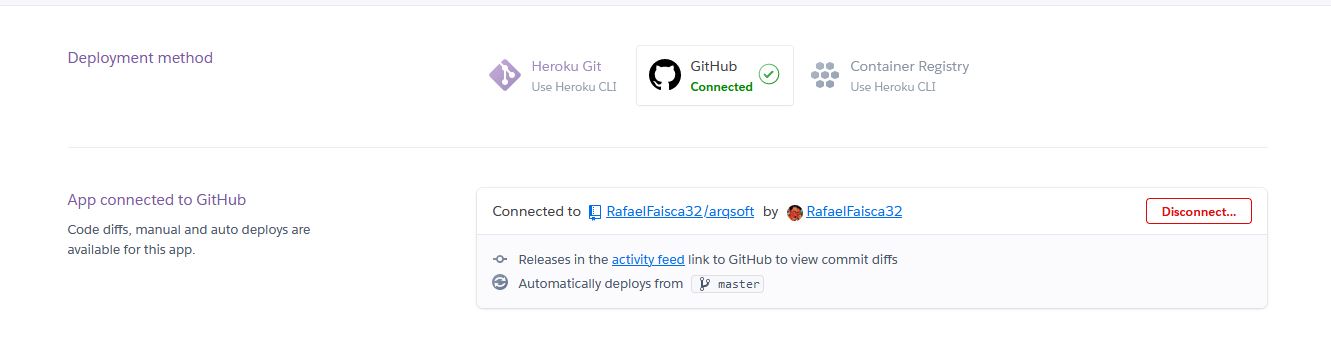 Deployment method
Heroku Git
Use Heroku CLI
GitHub
Connected
Container Registry
Use Heroku CLI
App connected to GitHub
Code diffs, manual and auto deploys are
available for this app.
Connected to RafaelFaisca32/arqsoft by RafaelFaisca32
Disconnect...
Releases in the activity feed link to GitHub to view commit diffs
Automatically deploys from master